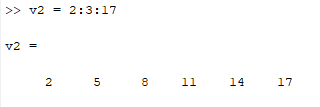 >> v2 = 2:3:17
v2 =
2 5 8 11 14 17